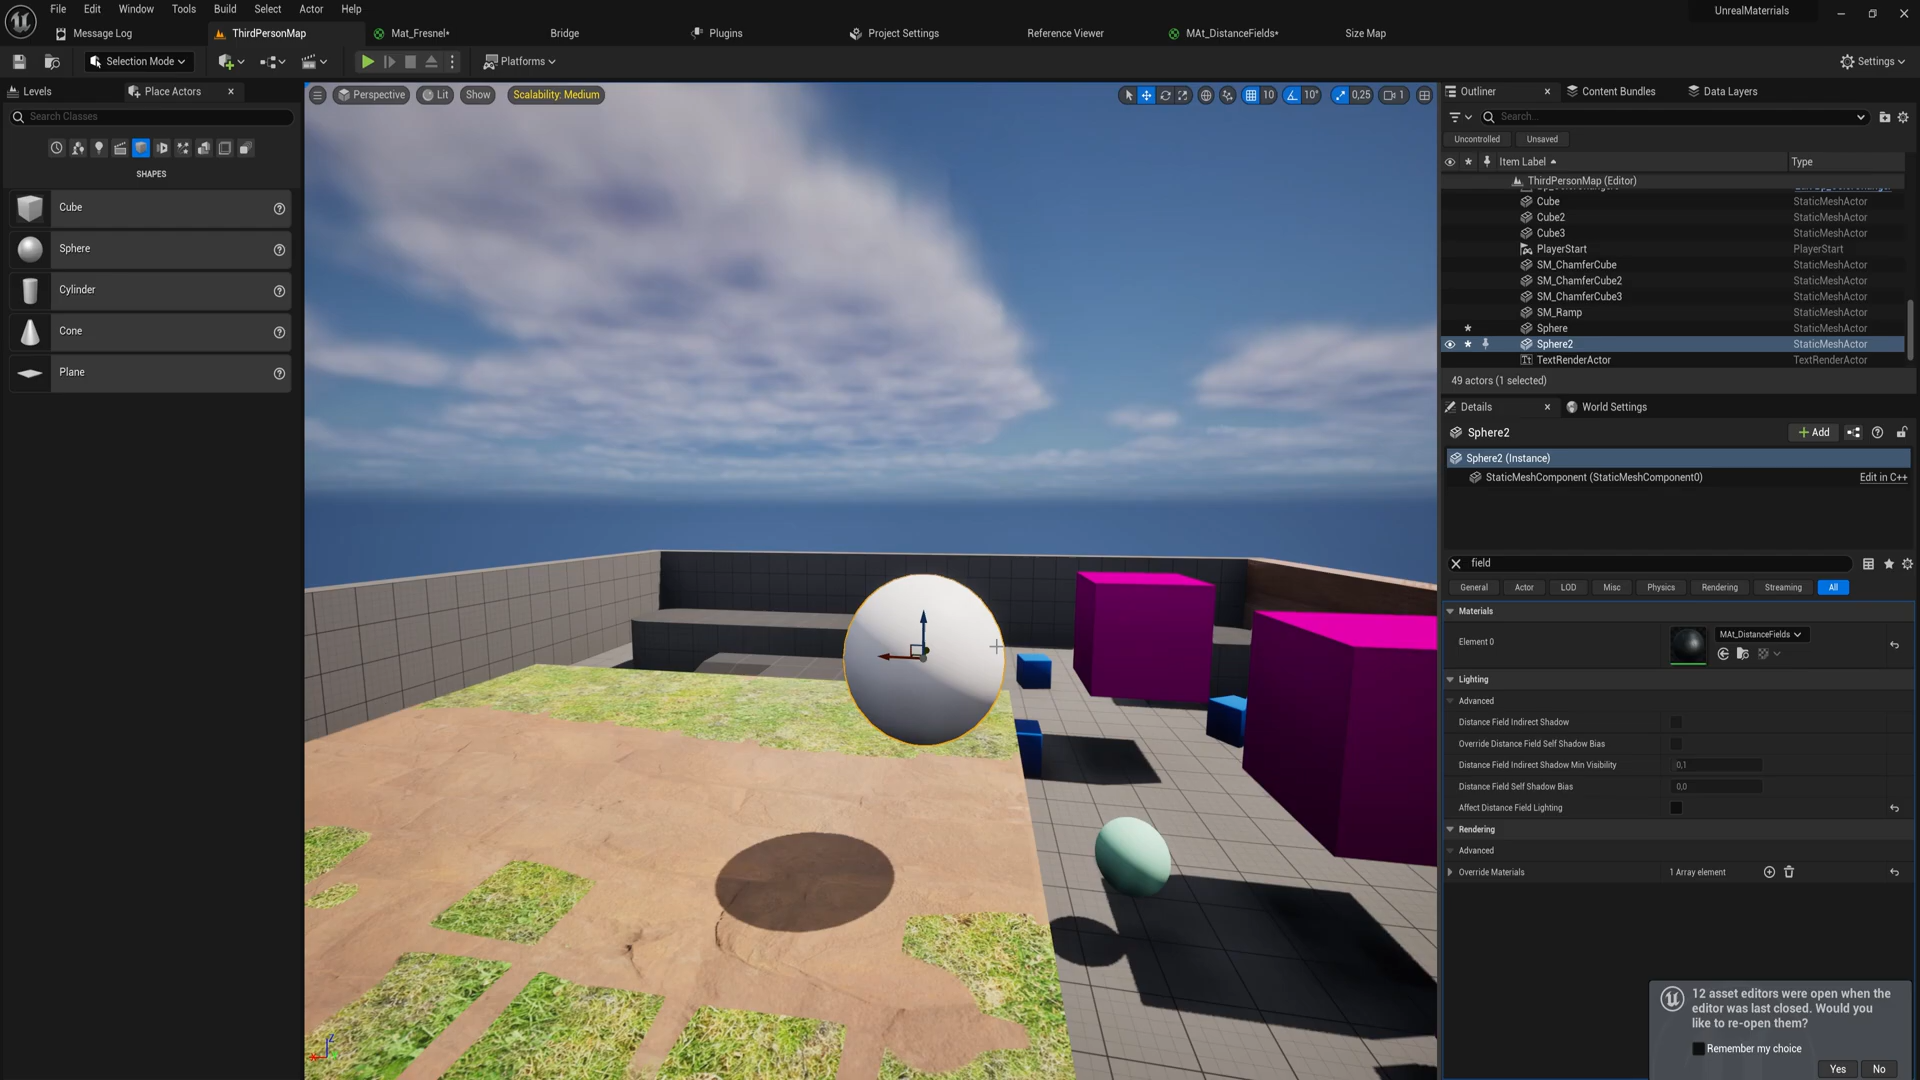 File Edit Window Tools Build Select Actor Help
UnrealMaterials
Message Log ThirdPersonMap Mat_Fresnel* Bridge Plugins Project Settings Reference Viewer MAt_DistanceFields* Size Map
Selection Mode Platforms Settings
Levels Place Actors
Search Classes
SHAPES
Cube
Sphere
Cylinder
Cone
Plane
Perspective Lit Show Scalability: Medium 10 10° 0,25 1
Outliner Content Bundles Data Layers
Search...
Uncontrolled Unsaved
Item Label Type
ThirdPersonMap (Editor)
Cube StaticMeshActor
Cube2 StaticMeshActor
Cube3 StaticMeshActor
PlayerStart PlayerStart
SM_ChamferCube StaticMeshActor
SM_ChamferCube2 StaticMeshActor
SM_ChamferCube3 StaticMeshActor
SM_Ramp StaticMeshActor
Sphere StaticMeshActor
Sphere2 StaticMeshActor
TextRenderActor TextRenderActor
49 actors (1 selected)
Details World Settings
Sphere2 Add
Sphere2 (Instance)
StaticMeshComponent (StaticMeshComponent0) Edit in C++
field
General Actor LOD Misc Physics Rendering Streaming All
Materials
Element 0 MAt_DistanceFields
Lighting
Advanced
Distance Field Indirect Shadow
Override Distance Field Self Shadow Bias
Distance Field Indirect Shadow Min Visibility 0,1
Distance Field Self Shadow Bias 0,0
Affect Distance Field Lighting
Rendering
Advanced
Override Materials 1 Array element
12 asset editors were open when the
editor was last closed. Would you
like to re-open them?
Remember my choice
Yes No